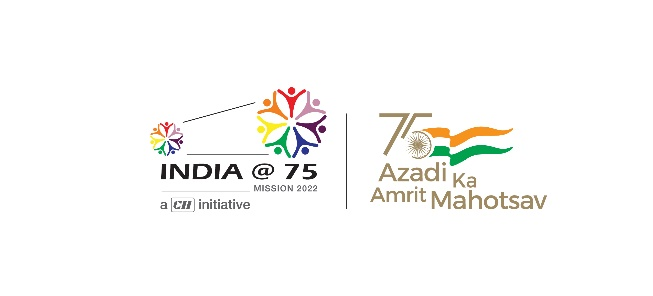 INDIA @ 75
MISSION 2022
a CII initiative
75
Azadi Ka
Amrit Mahotsav